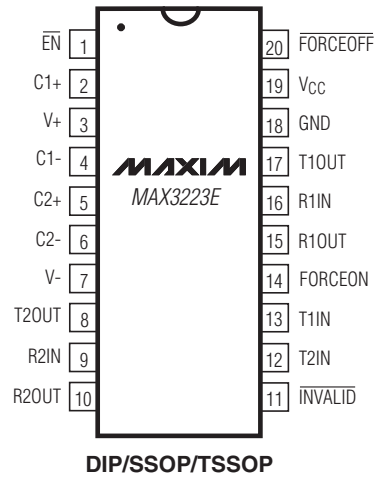 EN 1
C1+ 2
V+ 3
C1- 4
C2+ 5
C2- 6
V- 7
T2OUT 8
R2IN 9
R2OUT 10
MAXIM
MAX3223E
20 FORCEOFF
19 VCC
18 GND
17 T1OUT
16 R1IN
15 R1OUT
14 FORCEON
13 T1IN
12 T2IN
11 INVALID
DIP/SSOP/TSSOP